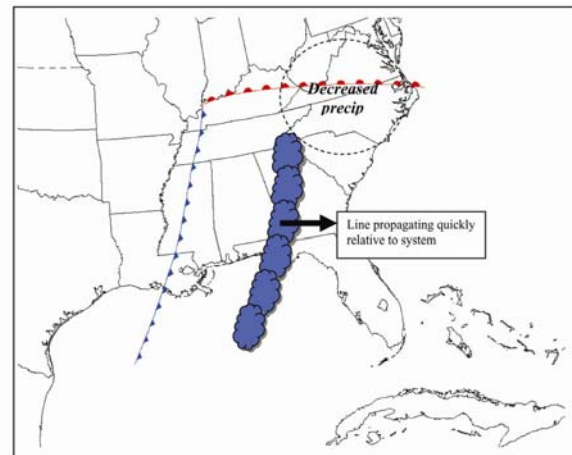 Decreased
precip
Line propagating quickly
relative to system